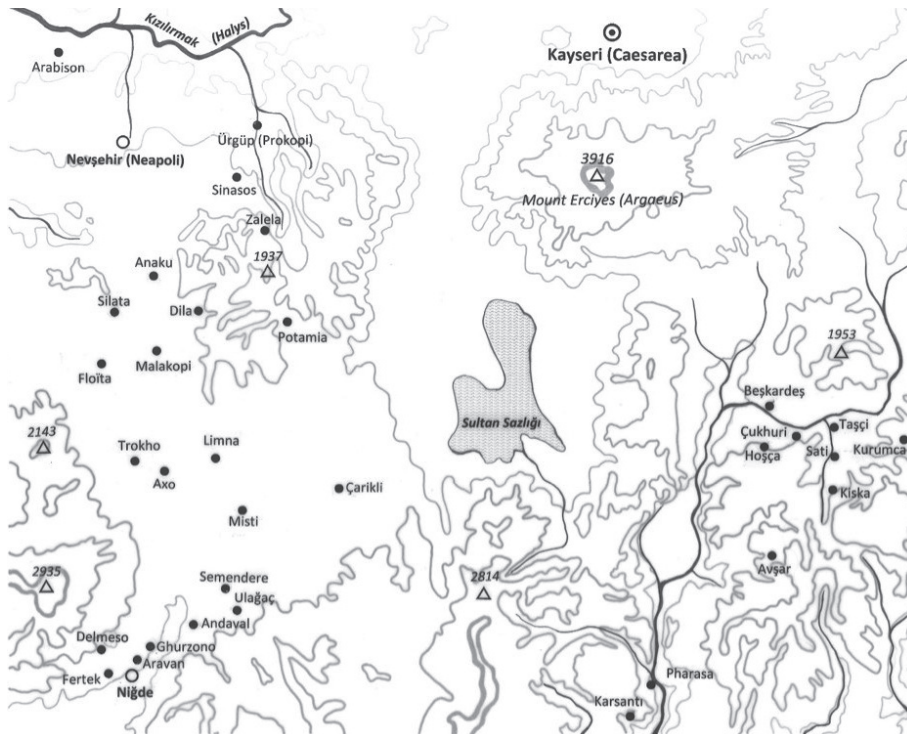 Kızılırmak (Halys)
Arabison
Kayseri (Caesarea)
Ürgüp (Prokopi)
Nevşehir (Neapoli)
3916
Sinasos
Mount Erciyes (Argaeus)
Zalela
1937
Anaku
Silata
Dila
Potamia
1953
Malakopi
Floïta
Beşkardeş
Sultan Sazlığı
2143
Limna
Çukhuri
Taşçi
Trokho
Hoşça
Sati
Kurumca
Axo
Çarikli
Kiska
Misti
Avşar
2935
Semendere
2814
Ulağaç
Andaval
Delmeso
Ghurzono
Aravan
Fertek
Pharasa
Niğde
Karsantı